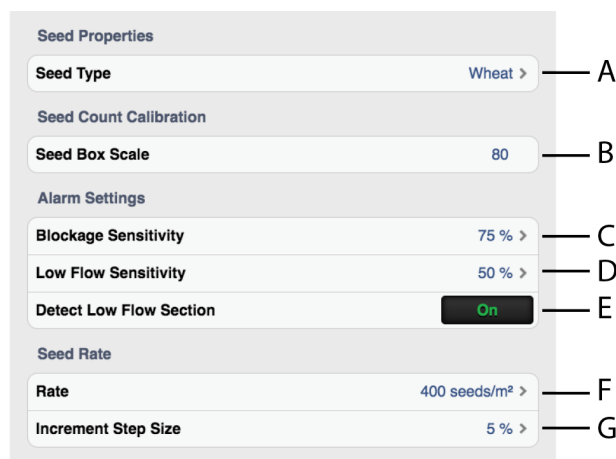 Seed Properties
Seed Type Wheat > A
Seed Count Calibration
Seed Box Scale 80 B
Alarm Settings
Blockage Sensitivity 75 % > C
Low Flow Sensitivity 50 % > D
Detect Low Flow Section On E
Seed Rate
Rate 400 seeds/m² > F
Increment Step Size 5 % > G